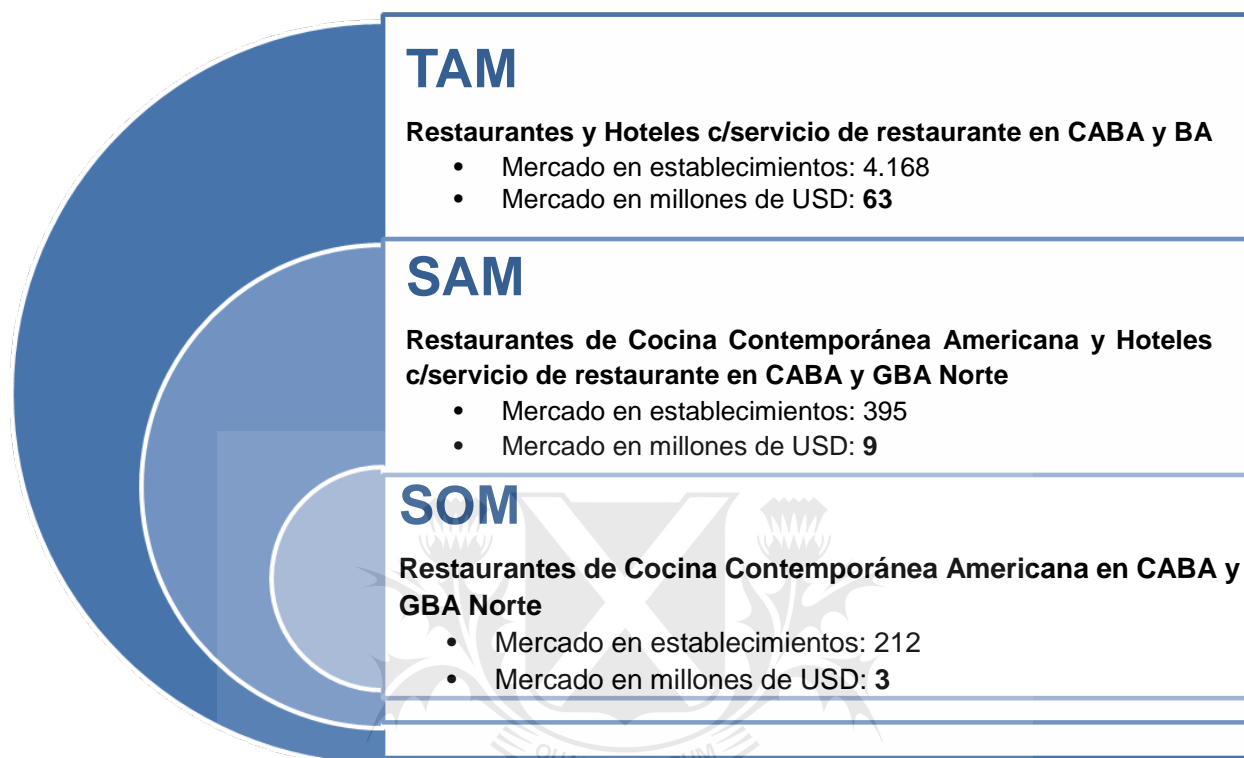 TAM
Restaurantes y Hoteles c/servicio de restaurante en CABA y BA
• Mercado en establecimientos: 4.168
• Mercado en millones de USD: 63
SAM
Restaurantes de Cocina Contemporánea Americana y Hoteles
c/servicio de restaurante en CABA y GBA Norte
• Mercado en establecimientos: 395
• Mercado en millones de USD: 9
SOM
Restaurantes de Cocina Contemporánea Americana en CABA y
GBA Norte
• Mercado en establecimientos: 212
• Mercado en millones de USD: 3